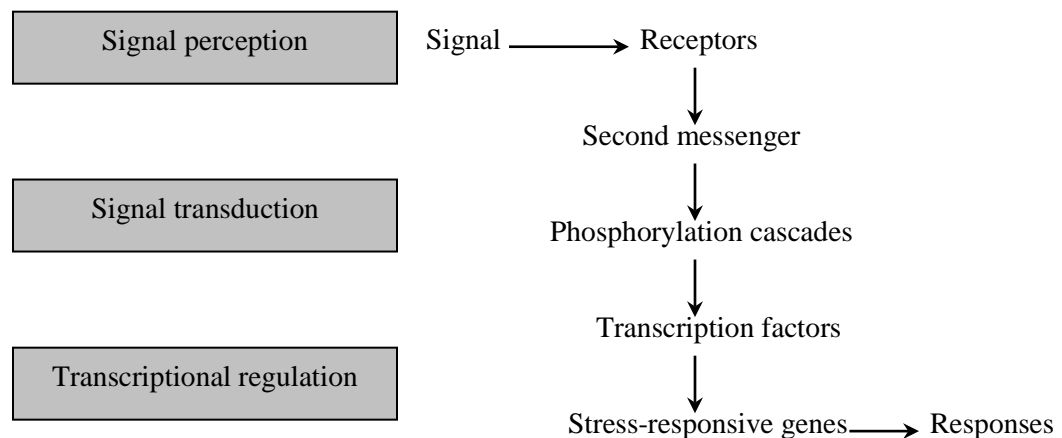 Signal perception
Signal
Receptors
Second messenger
Signal transduction
Phosphorylation cascades
Transcription factors
Transcriptional regulation
Stress-responsive genes
Responses